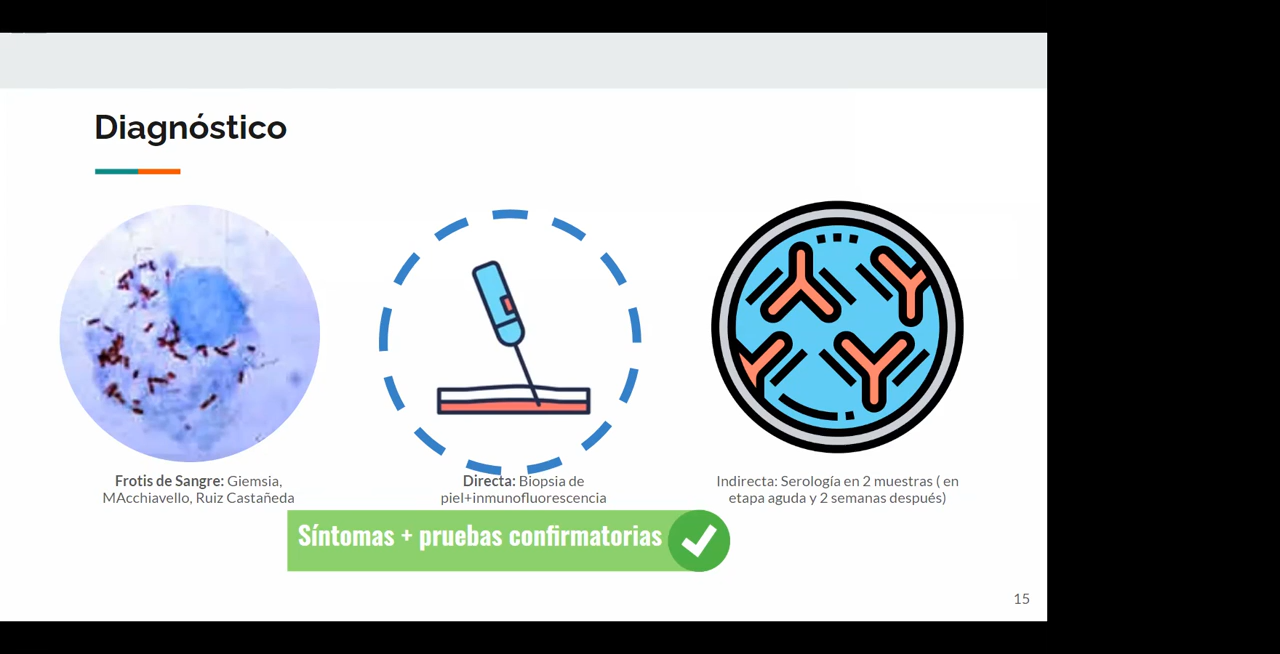 Diagnóstico
Frotis de Sangre: Giemsia,
MAcchiavello, Ruiz Castañeda
Directa: Biopsia de
piel+inmunofluorescencia
Indirecta: Serología en 2 muestras ( en
etapa aguda y 2 semanas después)
Síntomas + pruebas confirmatorias
15